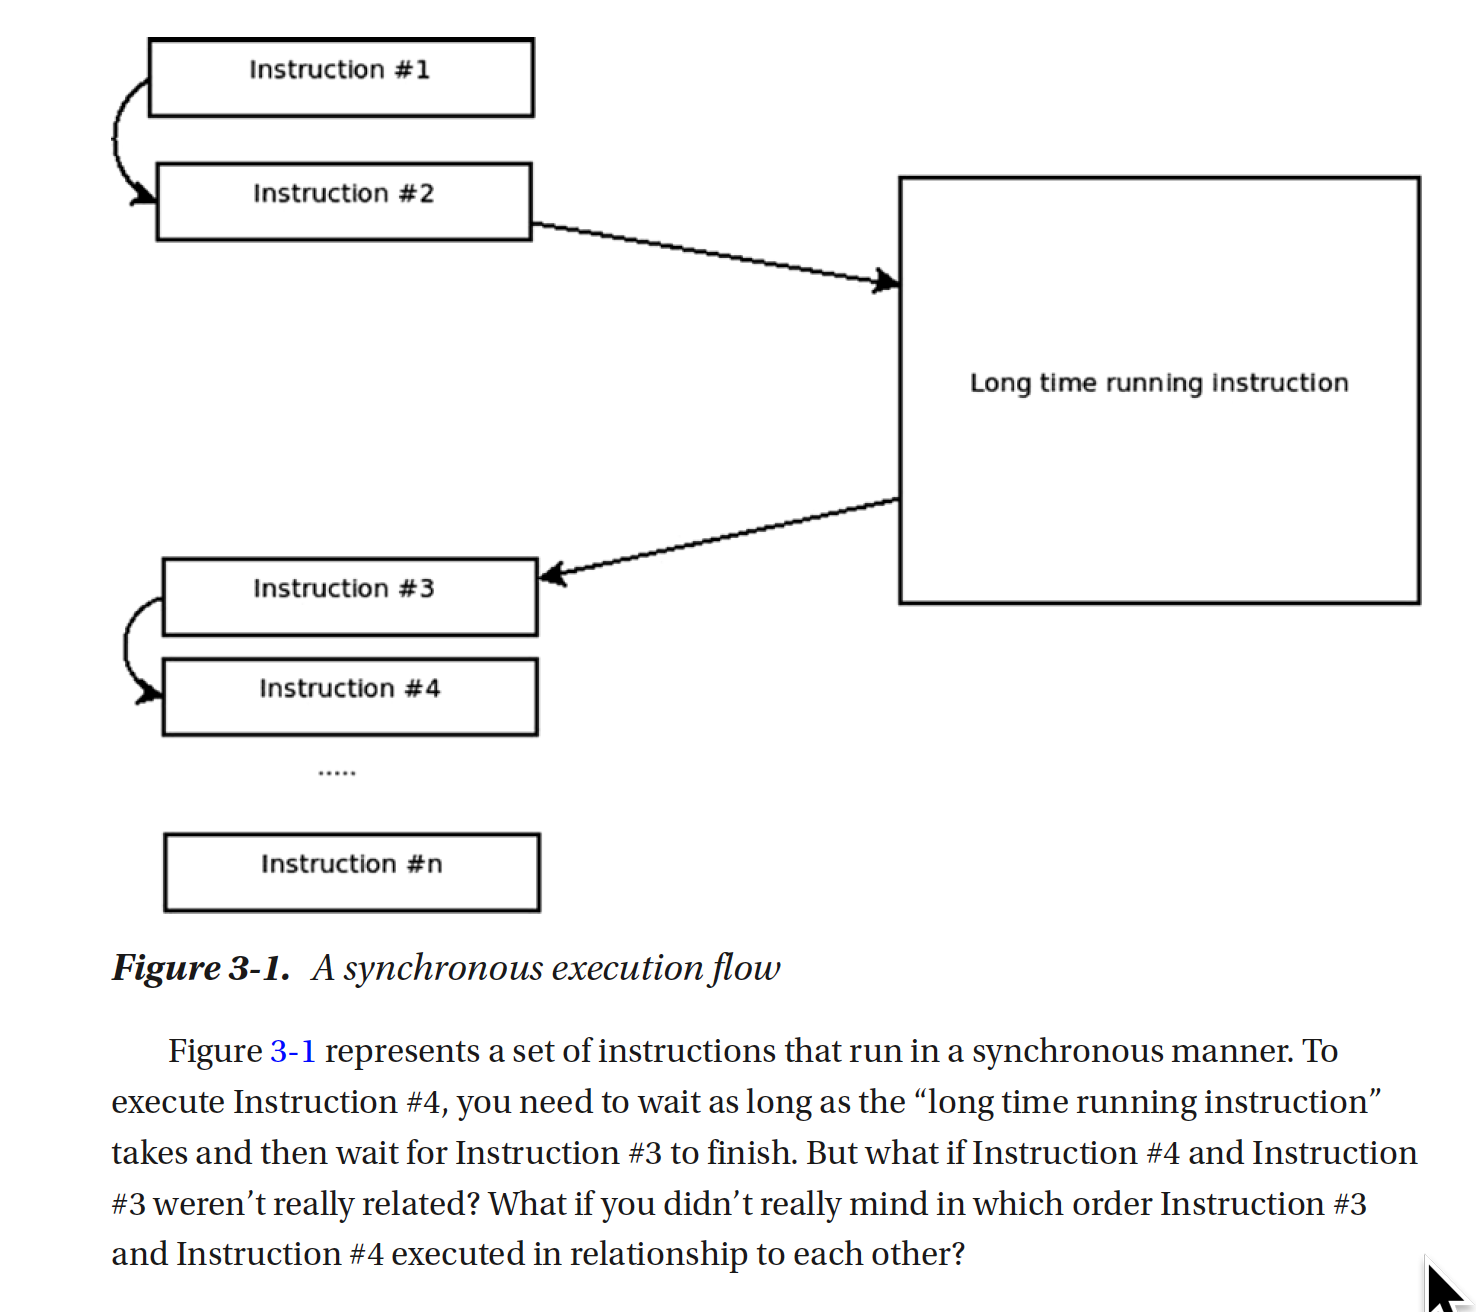 Instruction #1
Instruction #2
Long time running instruction
Instruction #3
Instruction #4
.....
Instruction #n
Figure 3-1. A synchronous execution flow
Figure 3-1 represents a set of instructions that run in a synchronous manner. To
execute Instruction #4, you need to wait as long as the “long time running instruction”
takes and then wait for Instruction #3 to finish. But what if Instruction #4 and Instruction
#3 weren’t really related? What if you didn’t really mind in which order Instruction #3
and Instruction #4 executed in relationship to each other?